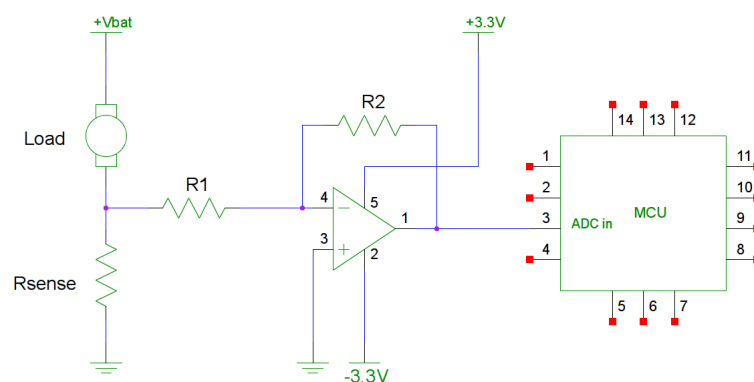 +Vbat
+3.3V
R2
Load
R1
14 13 12
1
2
3
4
11
10
9
8
ADC in
MCU
4
5
1
3
2
Rsense
5 6 7
-3.3V